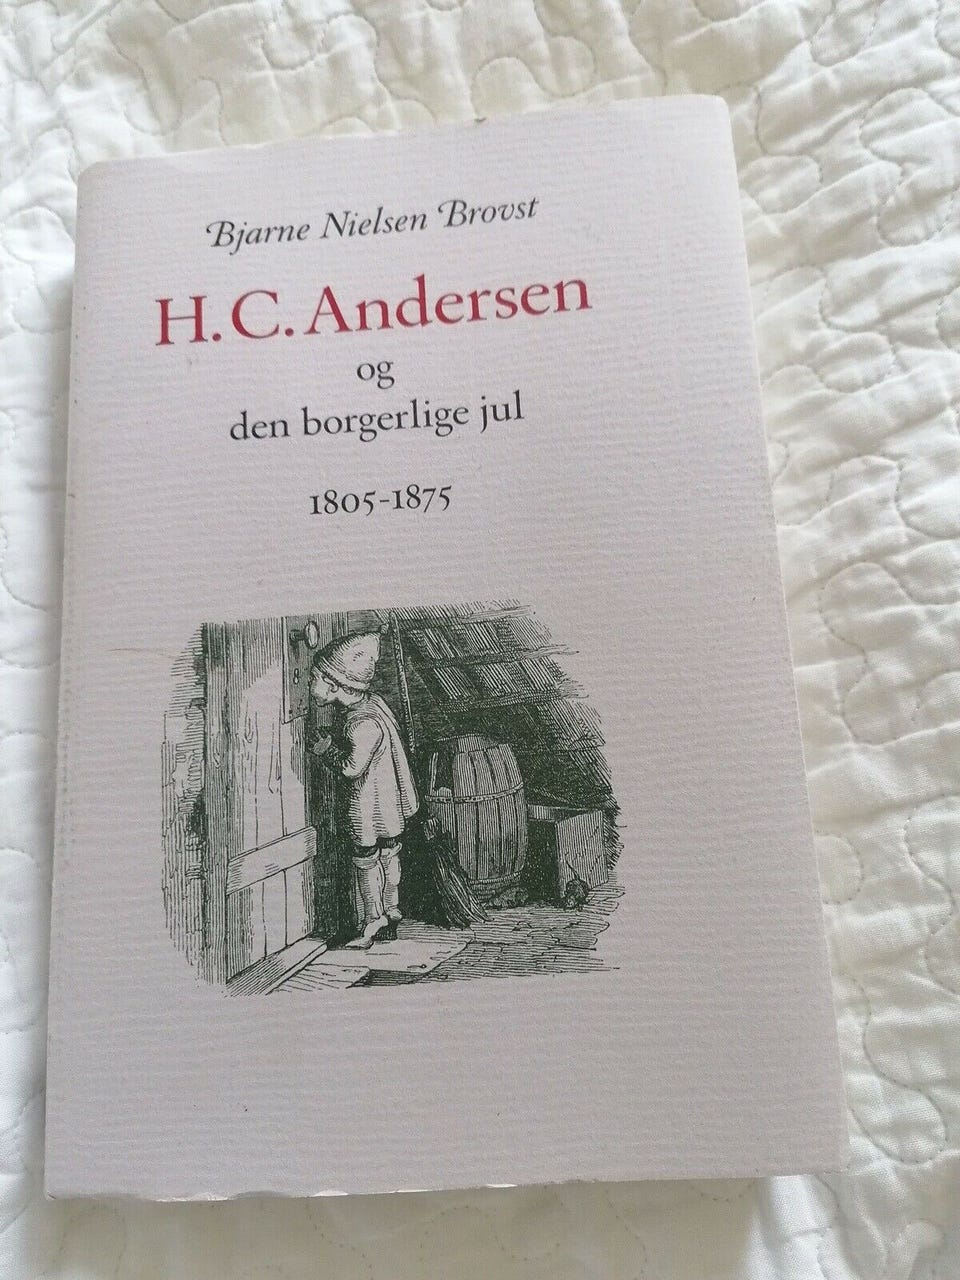 Bjarne Nielsen Brovst
H. C. Andersen
og
den borgerlige jul
1805-1875